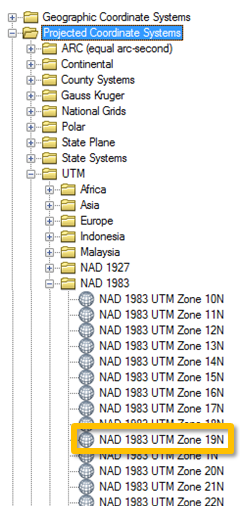 Geographic Coordinate Systems
Projected Coordinate Systems
ARC (equal arc-second)
Continental
County Systems
Gauss Kruger
National Grids
Polar
State Plane
State Systems
UTM
Africa
Asia
Europe
Indonesia
Malaysia
NAD 1927
NAD 1983
NAD 1983 UTM Zone 10N
NAD 1983 UTM Zone 11N
NAD 1983 UTM Zone 12N
NAD 1983 UTM Zone 13N
NAD 1983 UTM Zone 14N
NAD 1983 UTM Zone 15N
NAD 1983 UTM Zone 16N
NAD 1983 UTM Zone 17N
NAD 1983 UTM Zone 18N
NAD 1983 UTM Zone 19N
NAD 1983 UTM Zone 1N
NAD 1983 UTM Zone 20N
NAD 1983 UTM Zone 21N
NAD 1983 UTM Zone 22N